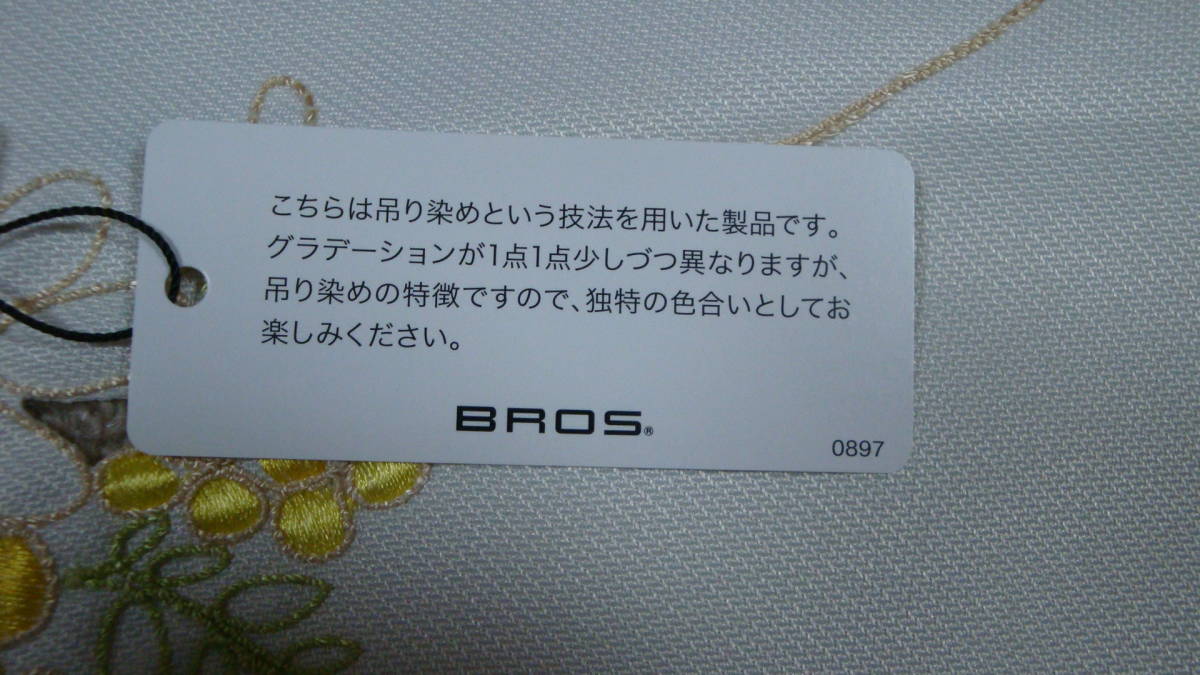 こちらは吊り染めという技法を用いた製品です。
グラデーションが1点1点少しづつ異なりますが、
吊り染めの特徴ですので、独特の色合いとしてお
楽しみください。
BROS®
0897